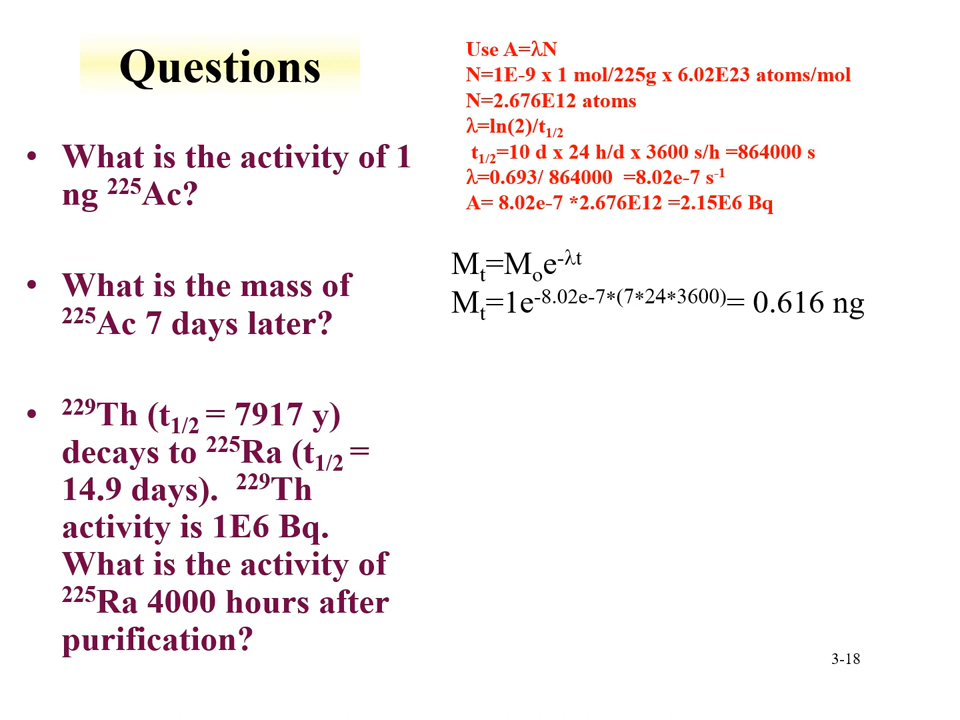 Questions
• What is the activity of 1
ng ²²⁵Ac?
• What is the mass of
²²⁵Ac 7 days later?
• ²²⁹Th (t₁/₂ = 7917 y)
decays to ²²⁵Ra (t₁/₂ =
14.9 days). ²²⁹Th
activity is 1E6 Bq.
What is the activity of
²²⁵Ra 4000 hours after
purification?
Use A=λN
N=1E-9 x 1 mol/225g x 6.02E23 atoms/mol
N=2.676E12 atoms
λ=ln(2)/t₁/₂
t₁/₂=10 d x 24 h/d x 3600 s/h =864000 s
λ=0.693/ 864000 =8.02e-7 s⁻¹
A= 8.02e-7 *2.676E12 =2.15E6 Bq
Mₜ=Mₒe^-λt
Mₜ=1e^-8.02e-7*(7*24*3600)= 0.616 ng
3-18